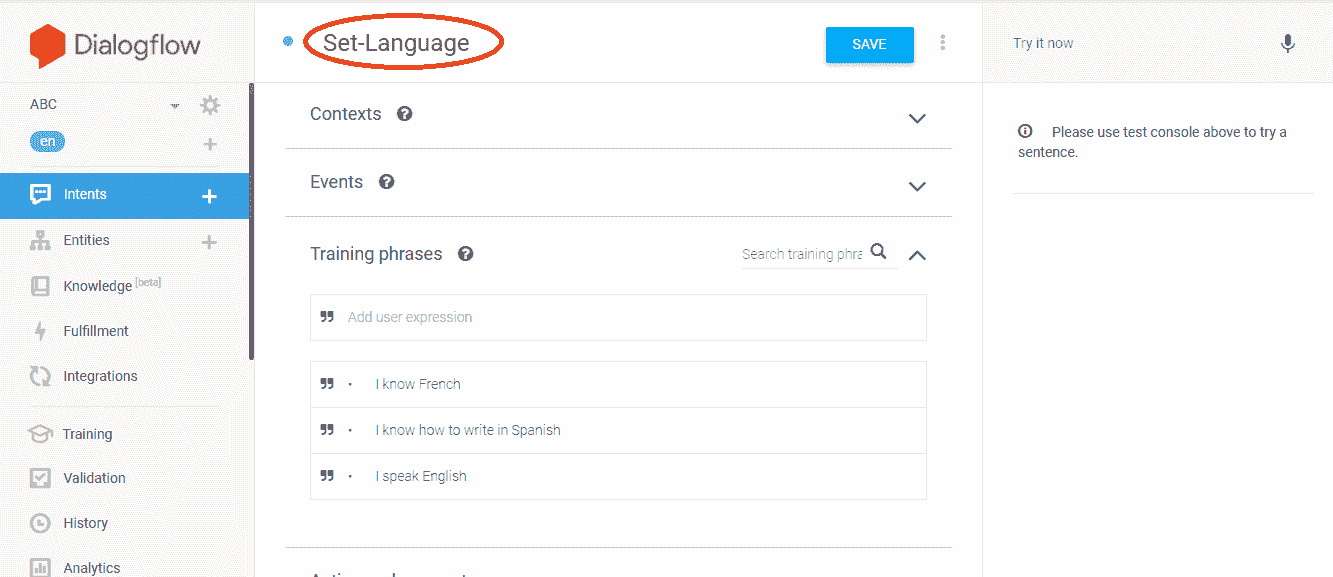 Dialogflow
ABC
en
Intents
Entities
Knowledge [beta]
Fulfillment
Integrations
Training
Validation
History
Analytics
Set-Language
SAVE
Contexts
Events
Training phrases
Search training phra
Add user expression
I know French
I know how to write in Spanish
I speak English
Try it now
Please use test console above to try a
sentence.